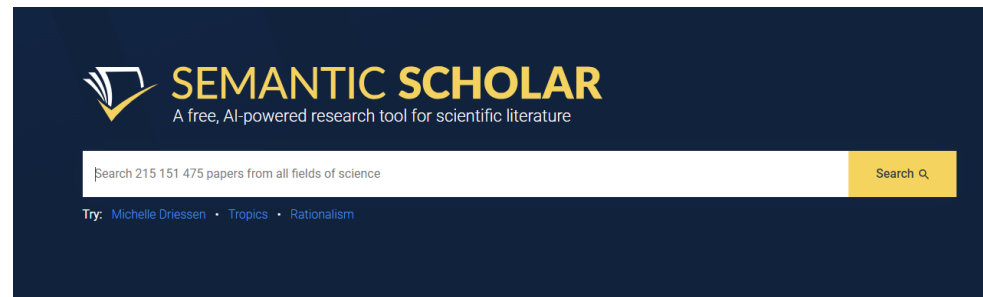 SEMANTIC SCHOLAR
A free, AI-powered research tool for scientific literature
Search 215 151 475 papers from all fields of science
Search
Try: Michelle Driessen • Tropics • Rationalism